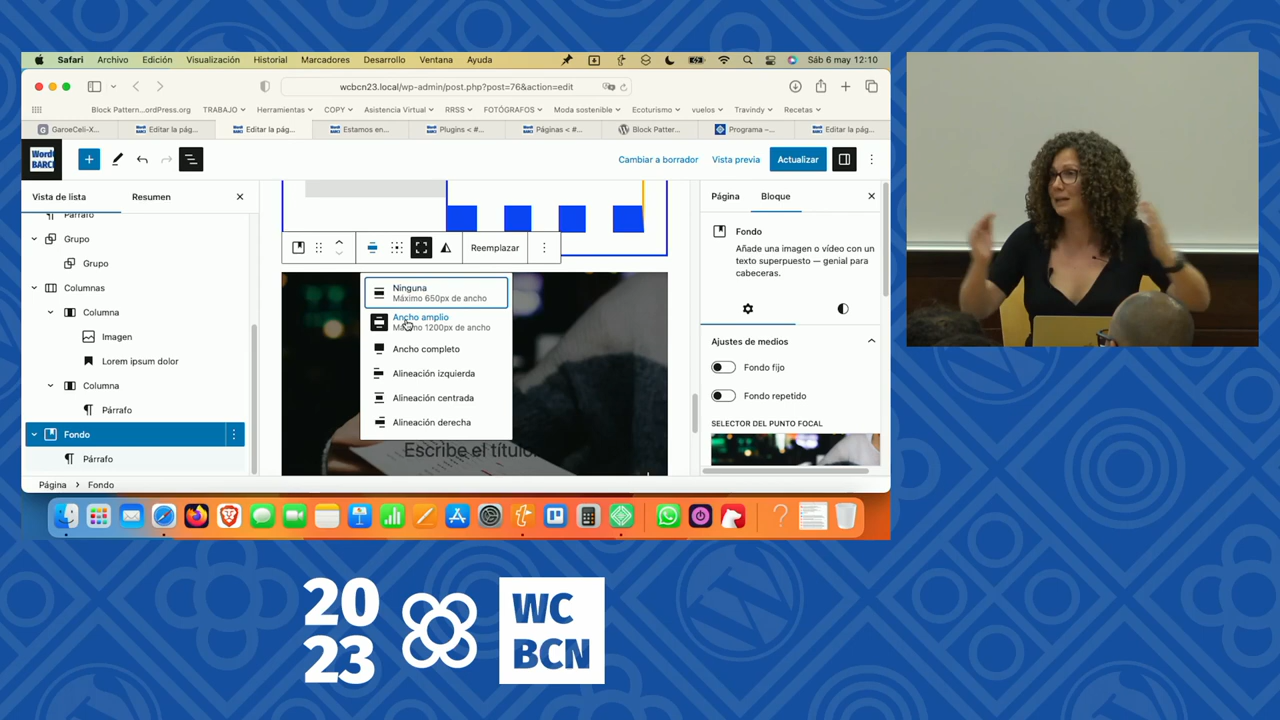 Safari Archivo Edición Visualización Historial Marcadores Desarrollo Ventana Ayuda Sáb 6 may 12:10
wcbcn23.local/wp-admin/post.php?post=76&action=edit
Block Pattern...ordPress.org TRABAJO Herramientas COPY Asistencia Virtual RRSS FOTÓGRAFOS Moda sostenible Ecoturismo vuelos Travindy Recetas
GaroeCeli-X... Editar la pág... Editar la pág... Estamos en... Plugins < #... Páginas < #... Block Patter... Programa –... Editar la pág...
Cambiar a borrador Vista previa Actualizar
Vista de lista Resumen
Página Bloque
Párrafo
Grupo
Grupo
Columnas
Columna
Imagen
Lorem ipsum dolor
Columna
Párrafo
Fondo
Párrafo
Reemplazar
Ninguna
Máximo 650px de ancho
Ancho amplio
Máximo 1200px de ancho
Ancho completo
Alineación izquierda
Alineación centrada
Alineación derecha
Escribe el título
Fondo
Añade una imagen o vídeo con un
texto superpuesto — genial para
cabeceras.
Ajustes de medios
Fondo fijo
Fondo repetido
SELECTOR DEL PUNTO FOCAL
Página > Fondo
20
23
WC
BCN